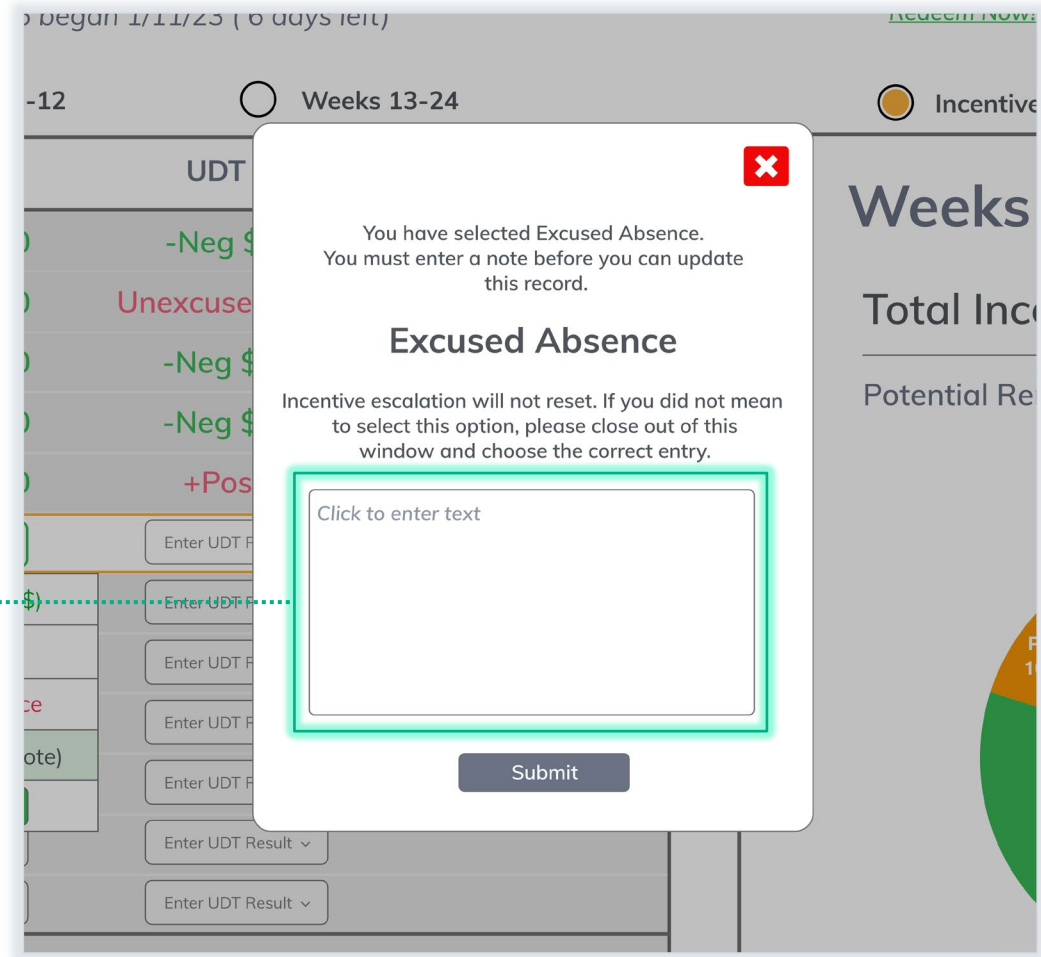 began 1/11/23 ( 6 days left)
Redeem Now!
-12
Weeks 13-24
Incentive
UDT
Weeks
-Neg $
Unexcuse
Total Inc
-Neg $
Potential Re
-Neg $
+Pos
You have selected Excused Absence.
You must enter a note before you can update
this record.
Excused Absence
Incentive escalation will not reset. If you did not mean
to select this option, please close out of this
window and choose the correct entry.
Click to enter text
Submit
Enter UDT R
$)
Enter UDT R
Enter UDT R
ce
Enter UDT R
ote)
Enter UDT R
Enter UDT Result
Enter UDT Result